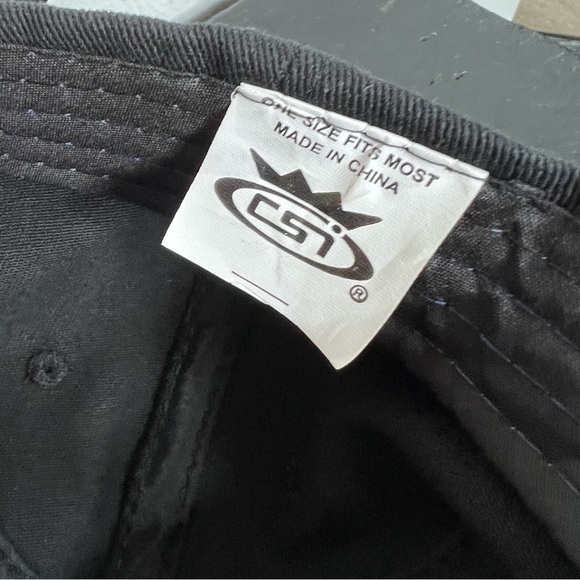 ONE SIZE FITS MOST
MADE IN CHINA
CSi
®